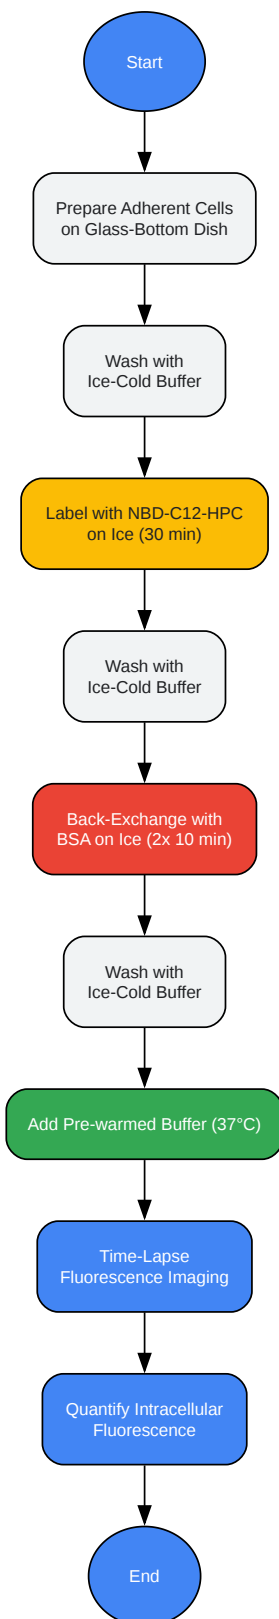 Start
Prepare Adherent Cells
on Glass-Bottom Dish
Wash with
Ice-Cold Buffer
Label with NBD-C12-HPC
on Ice (30 min)
Wash with
Ice-Cold Buffer
Back-Exchange with
BSA on Ice (2x 10 min)
Wash with
Ice-Cold Buffer
Add Pre-warmed Buffer (37°C)
Time-Lapse
Fluorescence Imaging
Quantify Intracellular
Fluorescence
End